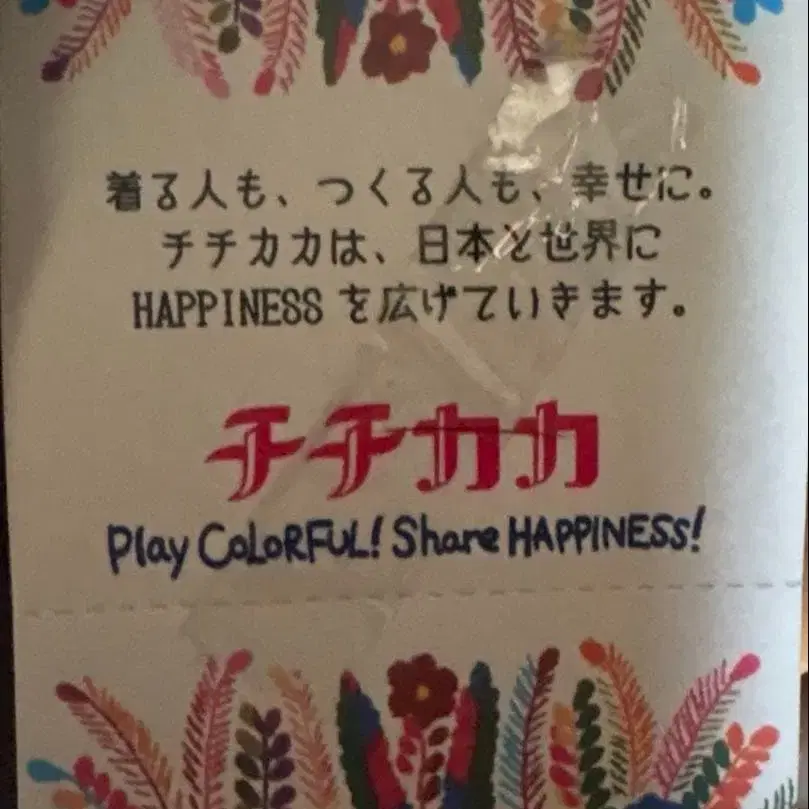 着る人も、つくる人も、幸せに。
チチカカは、日本と世界に
HAPPINESS を広げていきます。
チチカカ
Play CoLoRFUL! Share HAPPINESS!